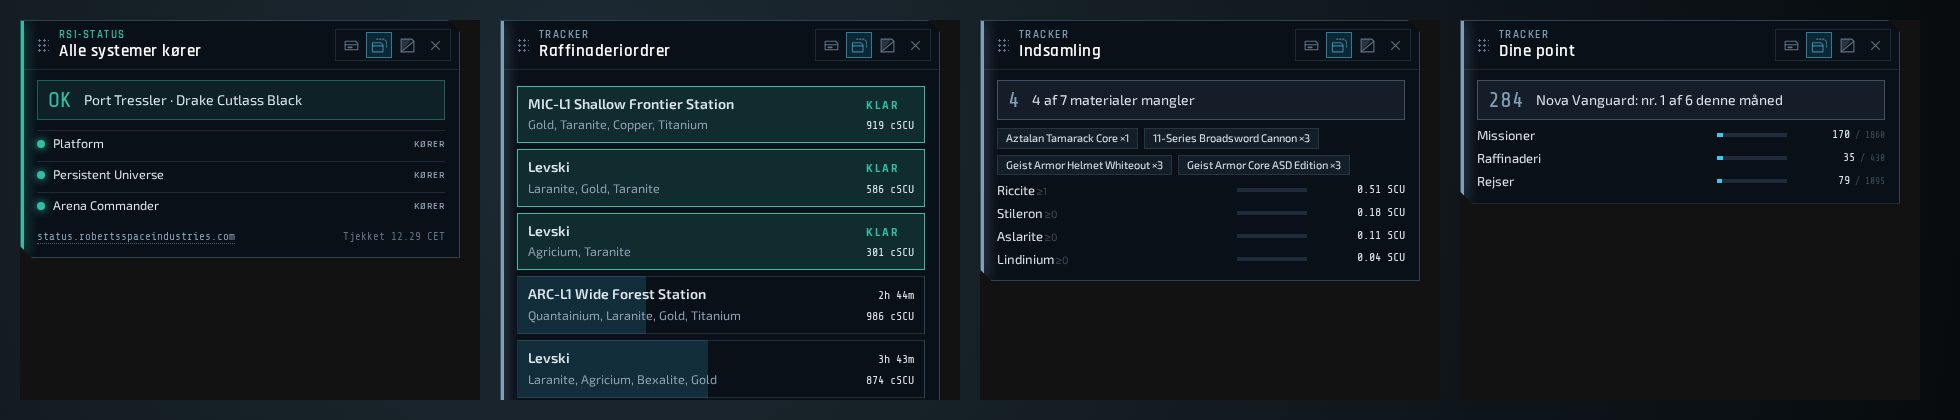 RSI-STATUS
Alle systemer kører
OK Port Tressler · Drake Cutlass Black
Platform KØRER
Persistent Universe KØRER
Arena Commander KØRER
status.robertsspaceindustries.com Tjekket 12.29 CET
TRACKER
Raffinaderiordrer
MIC-L1 Shallow Frontier Station KLAR
Gold, Taranite, Copper, Titanium 919 cSCU
Levski KLAR
Laranite, Gold, Taranite 586 cSCU
Levski KLAR
Agricium, Taranite 301 cSCU
ARC-L1 Wide Forest Station 2h 44m
Quantainium, Laranite, Gold, Titanium 986 cSCU
Levski 3h 43m
Laranite, Agricium, Bexalite, Gold 874 cSCU
TRACKER
Indsamling
4 4 af 7 materialer mangler
Aztalan Tamarack Core ×1 11-Series Broadsword Cannon ×3
Geist Armor Helmet Whiteout ×3 Geist Armor Core ASD Edition ×3
Riccite ≥1 0.51 SCU
Stileron ≥0 0.18 SCU
Aslarite ≥0 0.11 SCU
Lindinium ≥0 0.04 SCU
TRACKER
Dine point
284 Nova Vanguard: nr. 1 af 6 denne måned
Missioner 170 / 1860
Raffinaderi 35 / 430
Rejser 79 / 1095